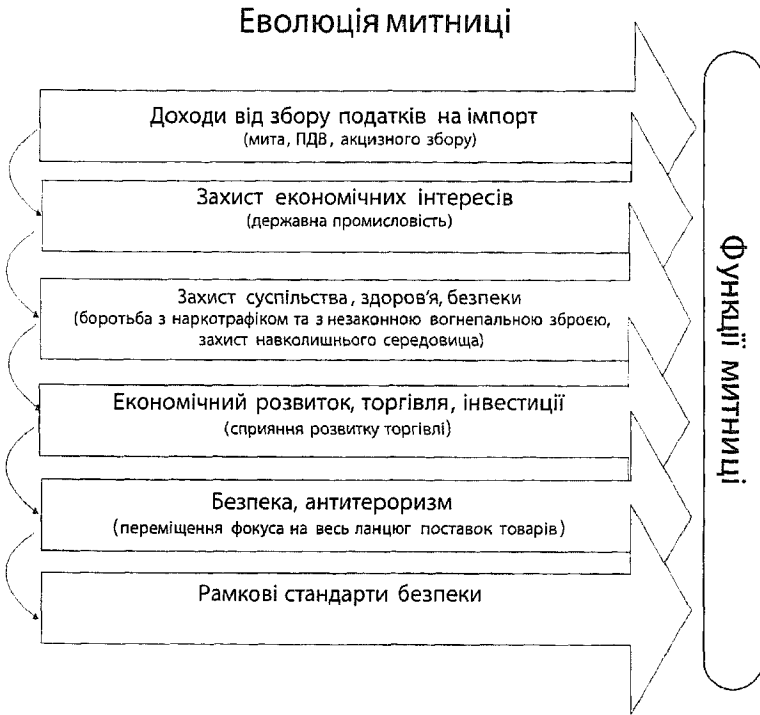 Еволюція митниці
Доходи від збору податків на імпорт
(мита, ПДВ, акцизного збору)
Захист економічних інтересів
(державна промисловість)
Захист суспільства, здоров'я, безпеки
(боротьба з наркотрафіком та з незаконною вогнепальною зброєю,
захист навколишнього середовища)
Економічний розвиток, торгівля, інвестиції
(сприяння розвитку торгівлі)
Безпека, антитероризм
(переміщення фокуса на весь ланцюг поставок товарів)
Рамкові стандарти безпеки
Функції митниці